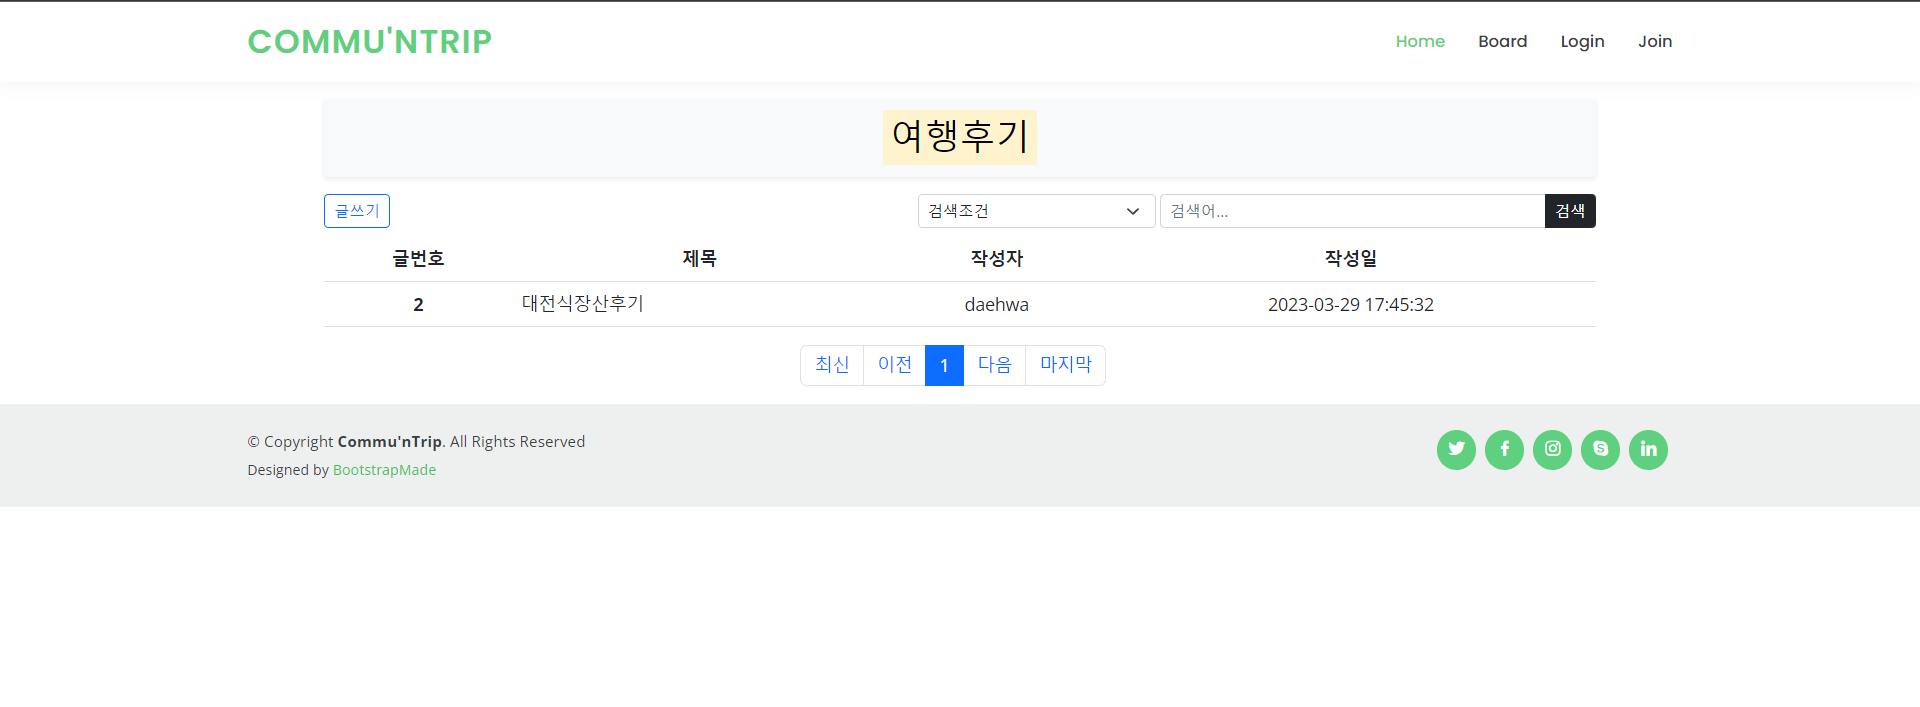 COMMU'NTRIP Home Board Login Join
여행후기
글쓰기 검색조건 검색어... 검색
글번호 제목 작성자 작성일
2 대전식장산후기 daehwa 2023-03-29 17:45:32
최신 이전 1 다음 마지막
© Copyright Commu'nTrip. All Rights Reserved
Designed by BootstrapMade